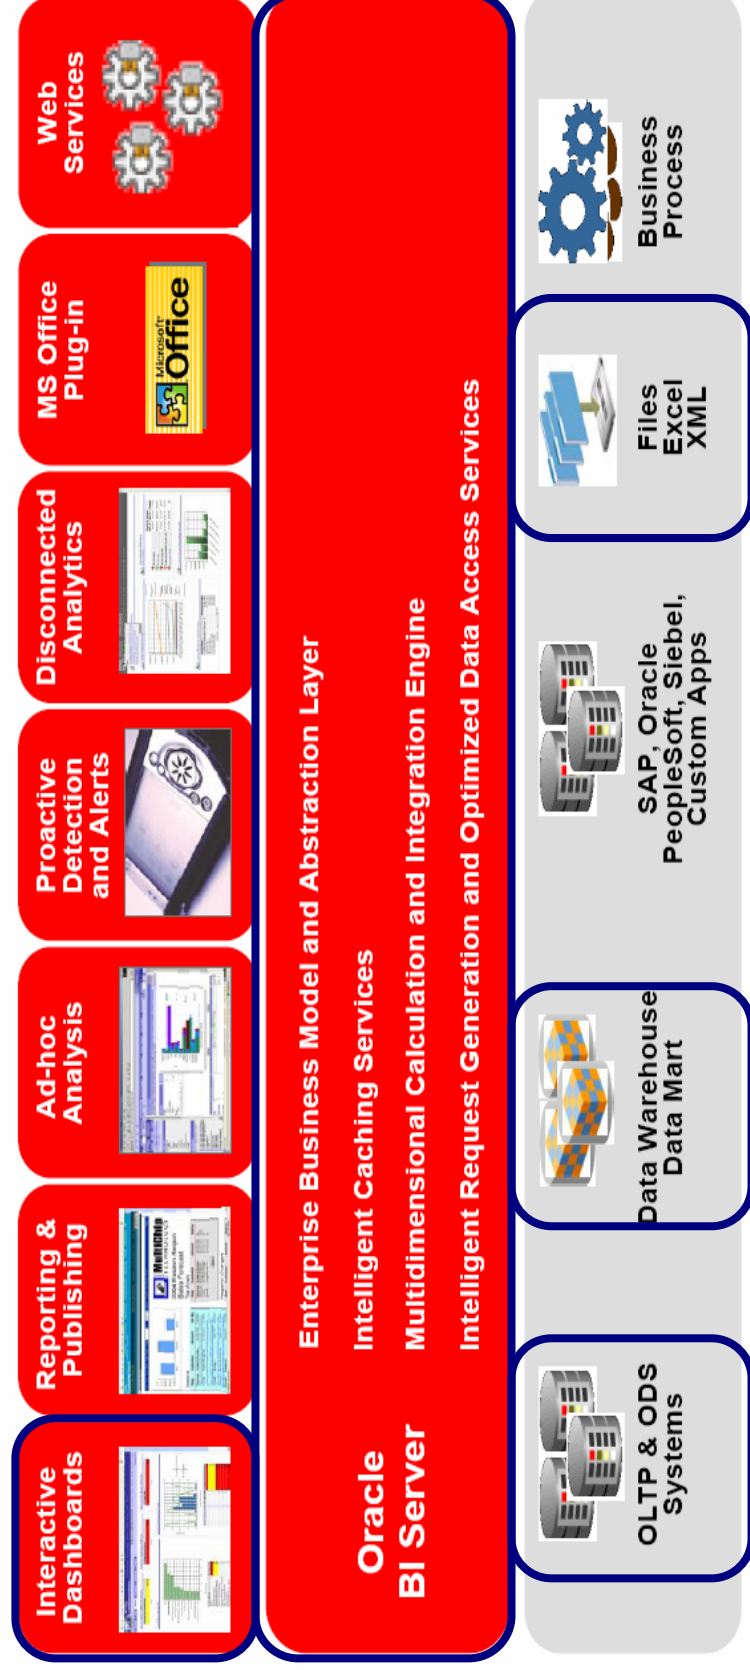 Interactive
Dashboards
Reporting &
Publishing
MultiChip
Ad-hoc
Analysis
Proactive
Detection
and Alerts
Disconnected
Analytics
MS Office
Plug-in
Microsoft
Office
Web
Services
Oracle
BI Server
Enterprise Business Model and Abstraction Layer
Intelligent Caching Services
Multidimensional Calculation and Integration Engine
Intelligent Request Generation and Optimized Data Access Services
OLTP & ODS
Systems
Data Warehouse
Data Mart
SAP, Oracle
PeopleSoft, Siebel,
Custom Apps
Files
Excel
XML
Business
Process